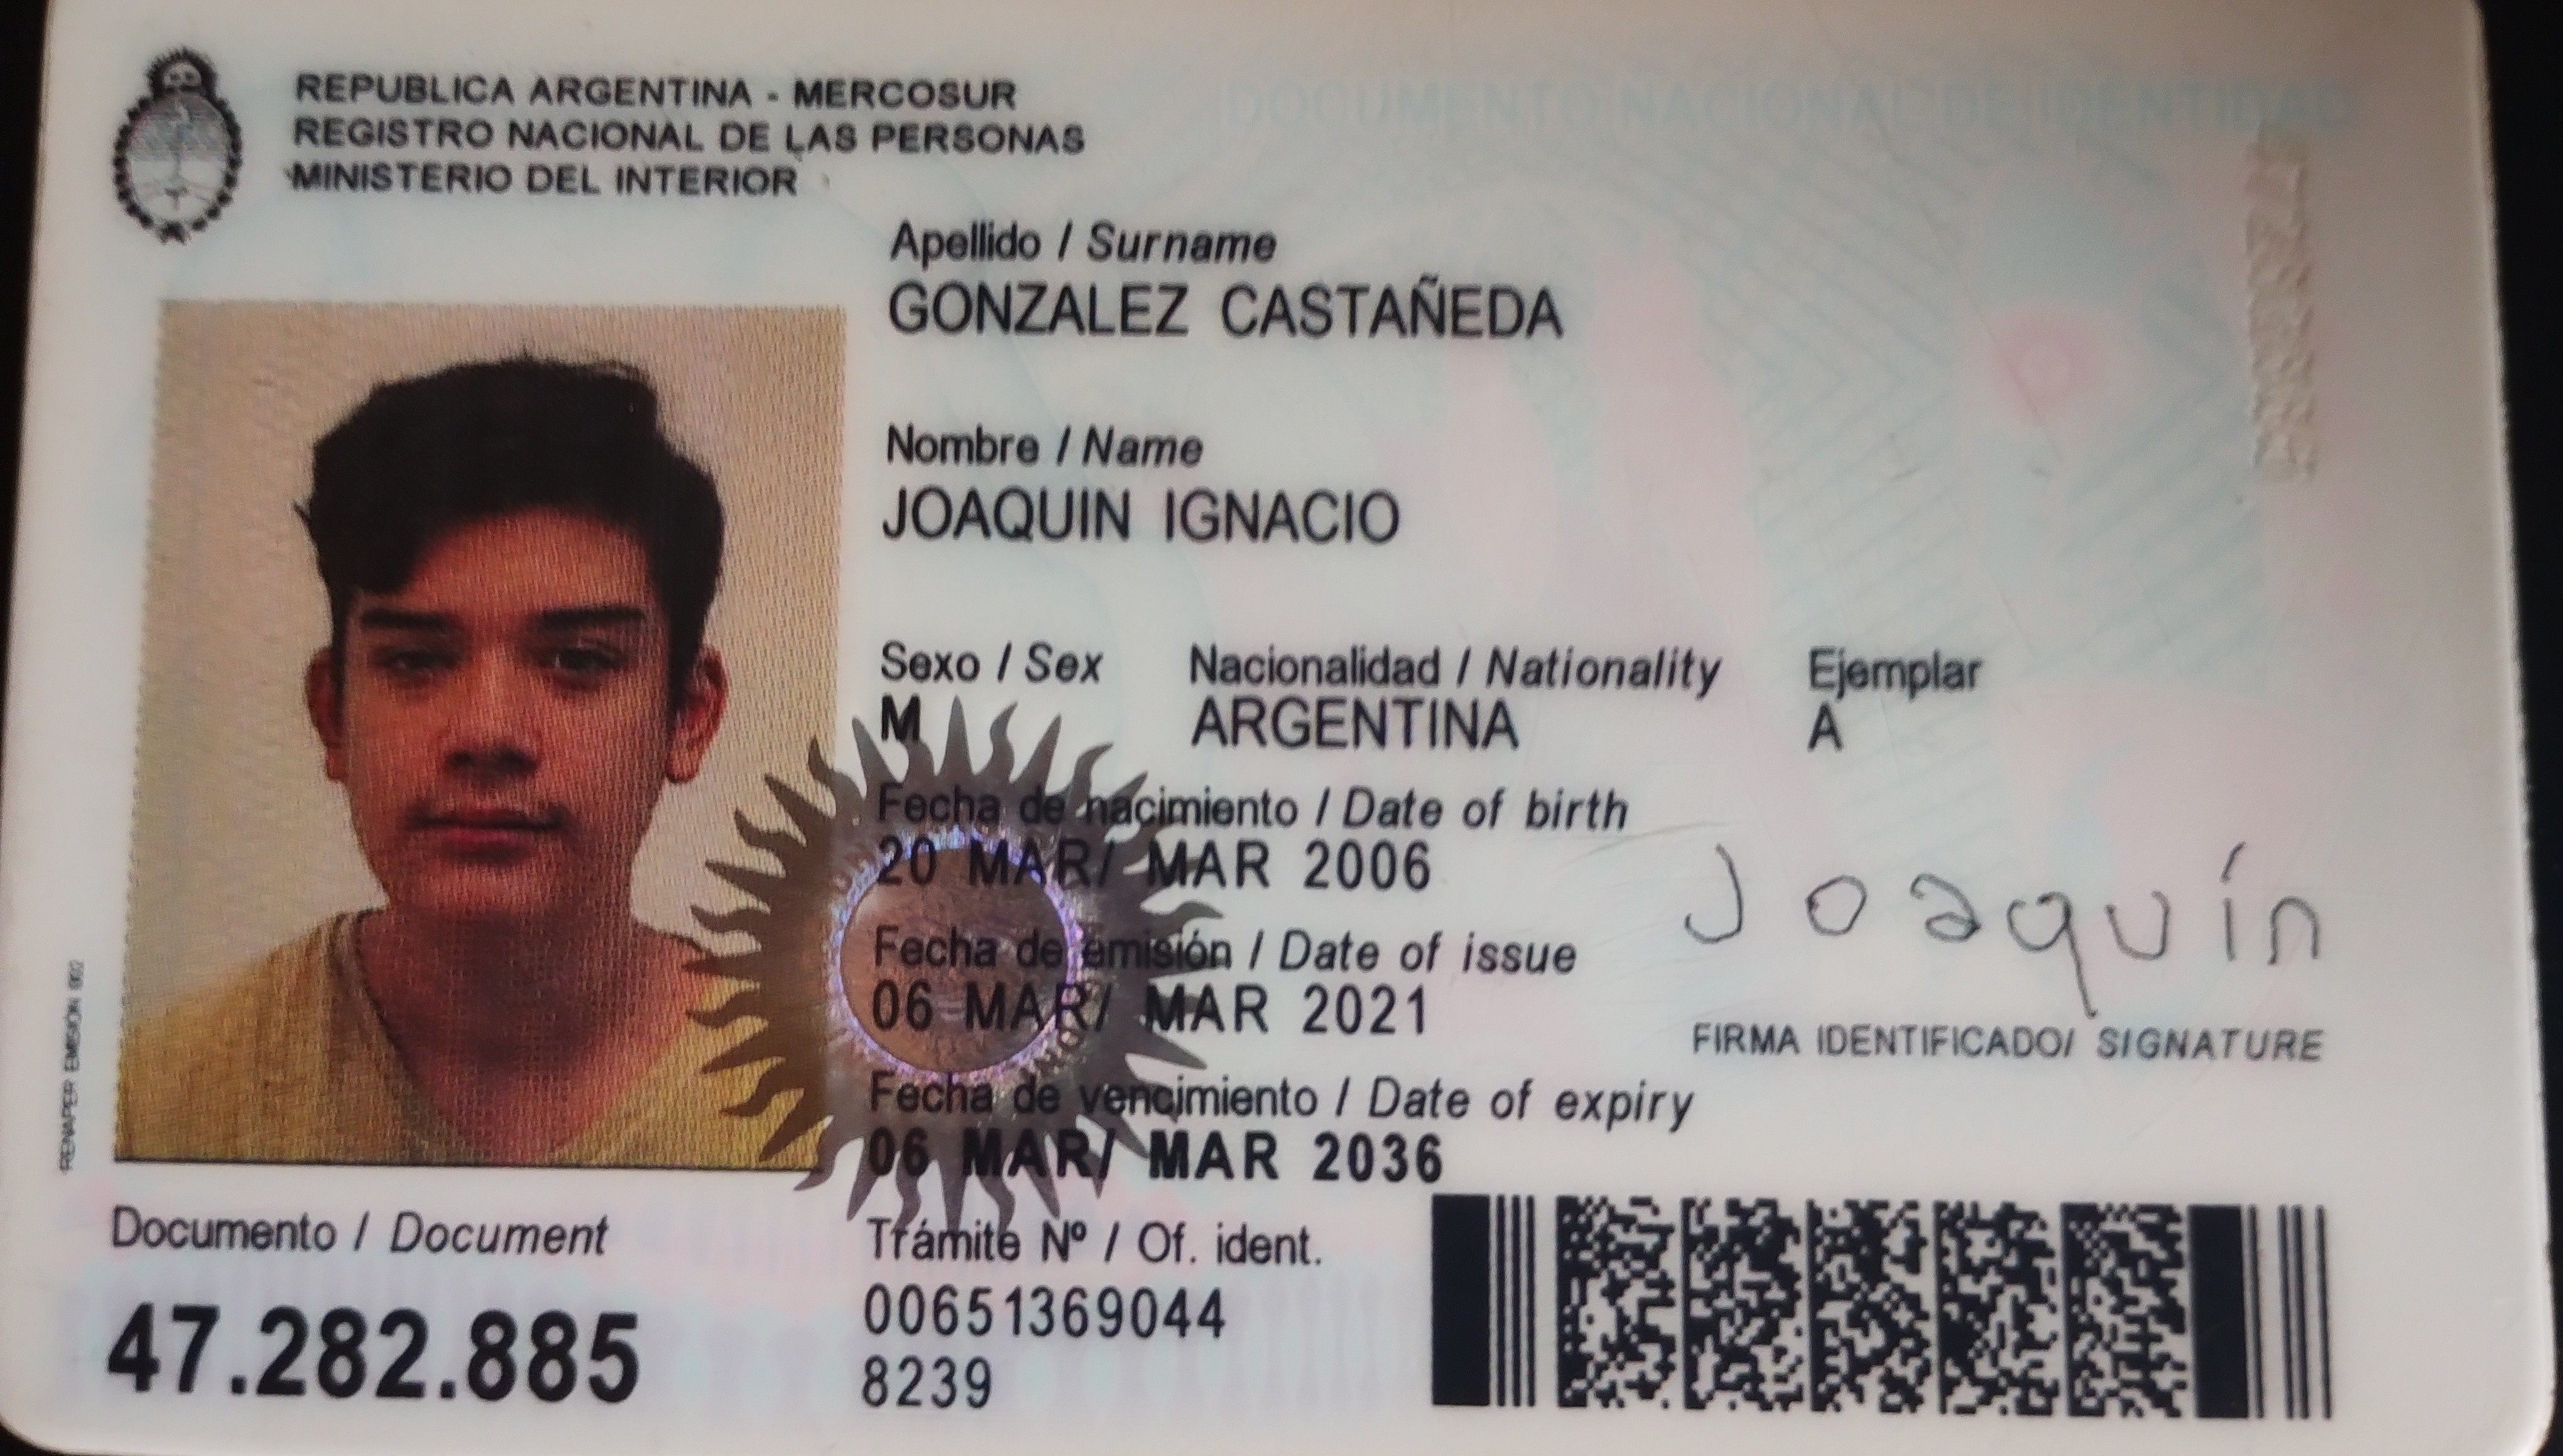 REPUBLICA ARGENTINA - MERCOSUR
REGISTRO NACIONAL DE LAS PERSONAS
MINISTERIO DEL INTERIOR
DOCUMENTO NACIONAL DE IDENTIDAD
Apellido / Surname
GONZALEZ CASTAÑEDA
Nombre / Name
JOAQUIN IGNACIO
Sexo / Sex Nacionalidad / Nationality Ejemplar
M ARGENTINA A
Fecha de nacimiento / Date of birth
20 MAR/ MAR 2006
Fecha de emisión / Date of issue
06 MAR/ MAR 2021
Joaquín
FIRMA IDENTIFICADO/ SIGNATURE
Fecha de vencimiento / Date of expiry
06 MAR/ MAR 2036
RENAPER EMISIÓN 002
Documento / Document
47.282.885
Trámite Nº / Of. ident.
00651369044
8239